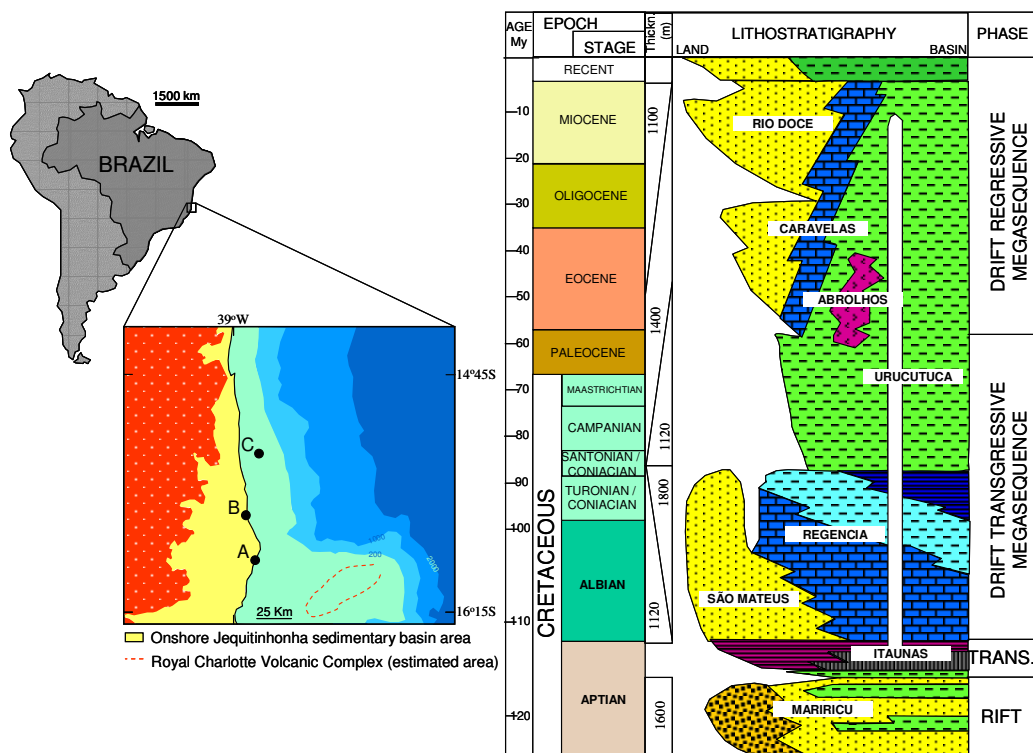 1500 km
BRAZIL
39ºW
14º45S
C
B
A
1000
200
2000
25 Km
16º15S
Onshore Jequitinhonha sedimentary basin area
Royal Charlotte Volcanic Complex (estimated area)
AGE
My
EPOCH
STAGE
Thickn.
(m)
LITHOSTRATIGRAPHY
LAND
BASIN
PHASE
RECENT
10
MIOCENE
1100
RIO DOCE
20
OLIGOCENE
30
CARAVELAS
40
EOCENE
ABROLHOS
50
DRIFT REGRESSIVE
MEGASEQUENCE
60
PALEOCENE
1400
URUCUTUCA
70
MAASTRICHTIAN
80
CAMPANIAN
1120
SANTONIAN /
CONIACIAN
90
TURONIAN /
CONIACIAN
1800
100
REGENCIA
CRETACEOUS
ALBIAN
SÃO MATEUS
110
1120
DRIFT TRANSGRESSIVE
MEGASEQUENCE
ITAUNAS
TRANS.
APTIAN
MARIRICU
120
1600
RIFT